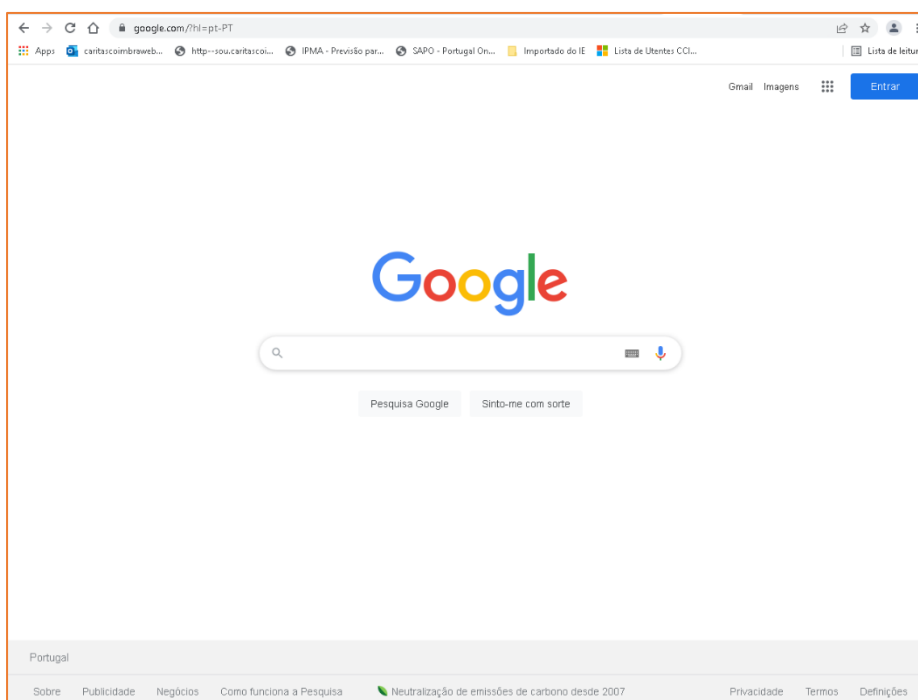 google.com/?hl=pt-PT
Apps caritascoimbraweb... http--sou.caritascoi... IPMA - Previsão par... SAPO - Portugal On... Importado do IE Lista de Utentes CCI... Lista de leitur
Gmail Imagens Entrar
Google
Pesquisa Google Sinto-me com sorte
Portugal
Sobre Publicidade Negócios Como funciona a Pesquisa Neutralização de emissões de carbono desde 2007 Privacidade Termos Definições